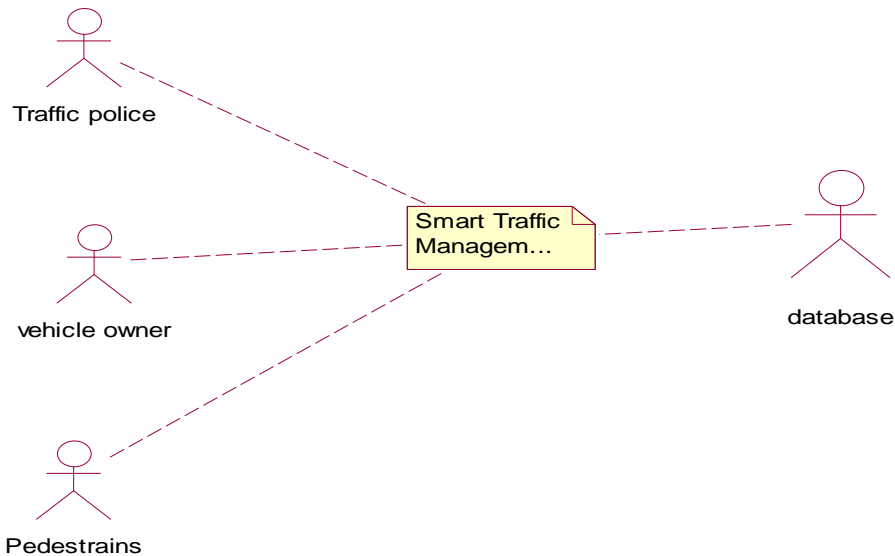 Traffic police
Smart Traffic
Managem...
vehicle owner
database
Pedestrains